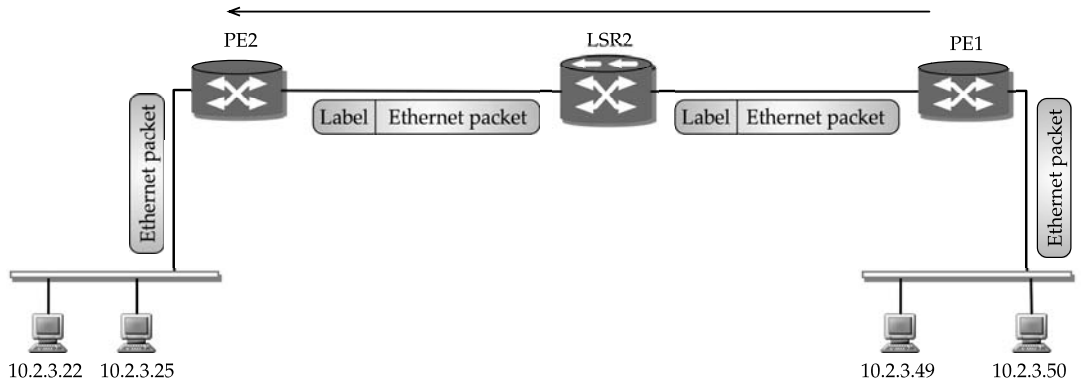 PE2
LSR2
PE1
Label Ethernet packet
Label Ethernet packet
Ethernet packet
Ethernet packet
10.2.3.22
10.2.3.25
10.2.3.49
10.2.3.50